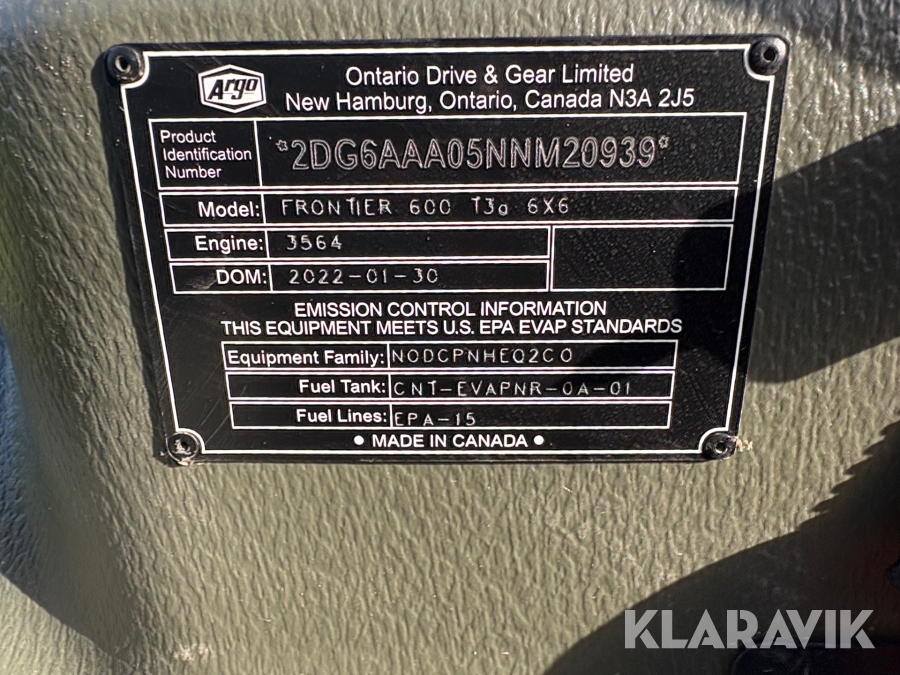 Argo
Ontario Drive & Gear Limited
New Hamburg, Ontario, Canada N3A 2J5
Product
Identification
Number
*2DG6AAA05NNM20939*
Model: FRONTIER 600 T3a 6X6
Engine: 3564
DOM: 2022-01-30
EMISSION CONTROL INFORMATION
THIS EQUIPMENT MEETS U.S. EPA EVAP STANDARDS
Equipment Family: NODCPNHEQ2C0
Fuel Tank: CNT-EVAPNR-0A-01
Fuel Lines: EPA-15
• MADE IN CANADA •
KLARAVIK